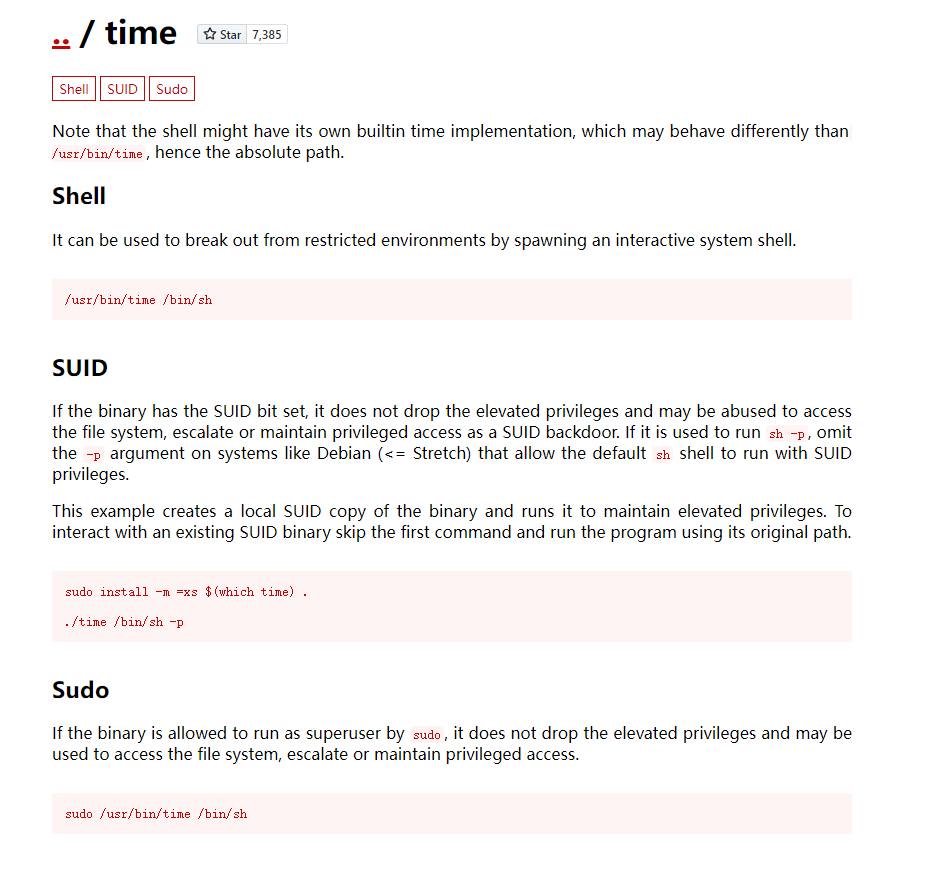 .. / time Star 7,385
Shell SUID Sudo
Note that the shell might have its own builtin time implementation, which may behave differently than
/usr/bin/time, hence the absolute path.
Shell
It can be used to break out from restricted environments by spawning an interactive system shell.
/usr/bin/time /bin/sh
SUID
If the binary has the SUID bit set, it does not drop the elevated privileges and may be abused to access
the file system, escalate or maintain privileged access as a SUID backdoor. If it is used to run sh -p, omit
the -p argument on systems like Debian (<= Stretch) that allow the default sh shell to run with SUID
privileges.
This example creates a local SUID copy of the binary and runs it to maintain elevated privileges. To
interact with an existing SUID binary skip the first command and run the program using its original path.
sudo install -m =xs $(which time) .
./time /bin/sh -p
Sudo
If the binary is allowed to run as superuser by sudo, it does not drop the elevated privileges and may be
used to access the file system, escalate or maintain privileged access.
sudo /usr/bin/time /bin/sh